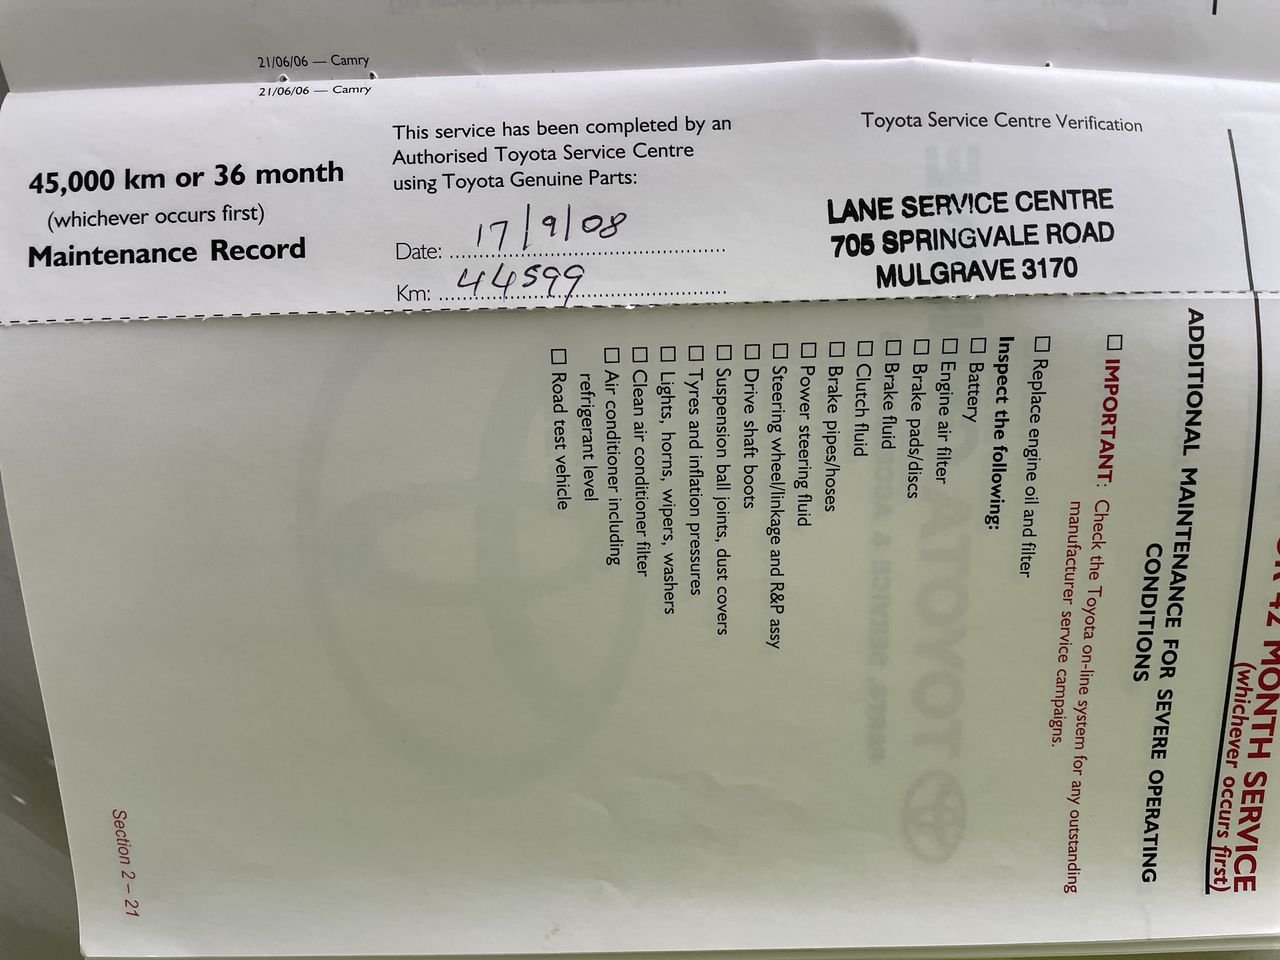 21/06/06 — Camry
21/06/06 — Camry
45,000 km or 36 month
(whichever occurs first)
Maintenance Record
This service has been completed by an
Authorised Toyota Service Centre
using Toyota Genuine Parts:
Date: 17/9/08
Km: 44599
Toyota Service Centre Verification
LANE SERVICE CENTRE
705 SPRINGVALE ROAD
MULGRAVE 3170
MONTH SERVICE
(whichever occurs first)
ADDITIONAL MAINTENANCE FOR SEVERE OPERATING
CONDITIONS
☐ IMPORTANT: Check the Toyota on-line system for any outstanding
manufacturer service campaigns.
☐ Replace engine oil and filter
Inspect the following:
☐ Battery
☐ Engine air filter
☐ Brake pads/discs
☐ Brake fluid
☐ Clutch fluid
☐ Brake pipes/hoses
☐ Power steering fluid
☐ Steering wheel/linkage and R&P assy
☐ Drive shaft boots
☐ Suspension ball joints, dust covers
☐ Tyres and inflation pressures
☐ Lights, horns, wipers, washers
☐ Clean air conditioner filter
☐ Air conditioner including
refrigerant level
☐ Road test vehicle
Section 2 – 21